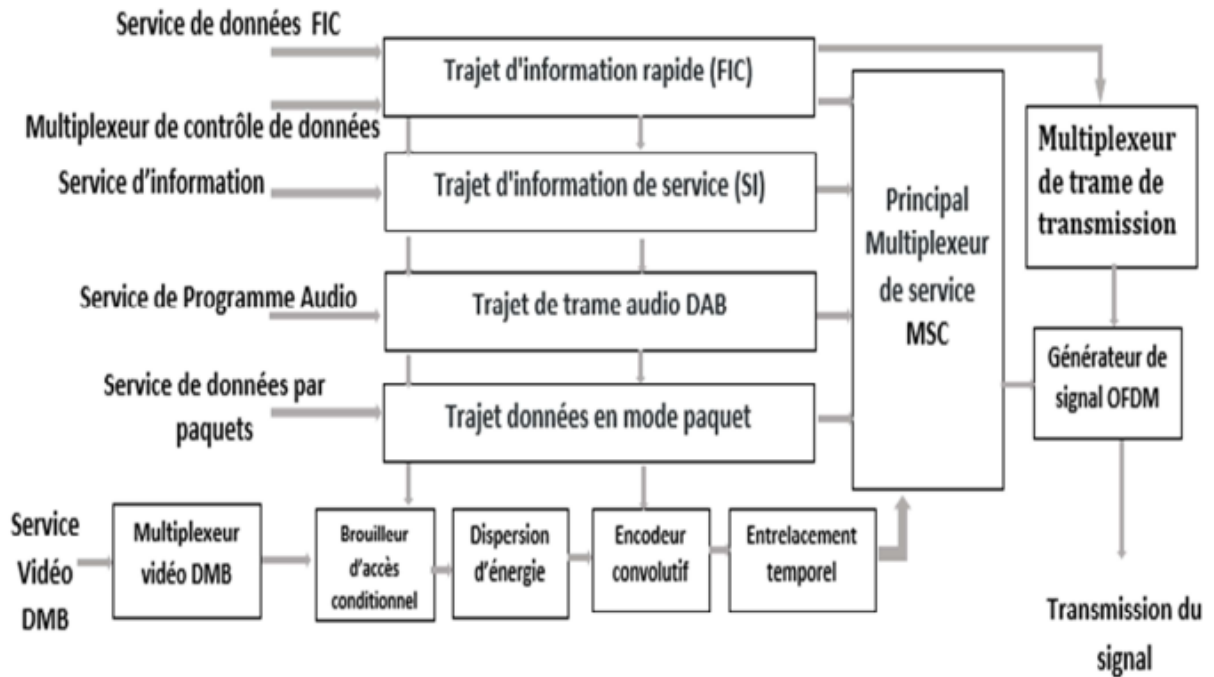 Service de données FIC
Trajet d'information rapide (FIC)
Multiplexeur de contrôle de données
Service d'information
Trajet d'information de service (SI)
Service de Programme Audio
Trajet de trame audio DAB
Service de données par
paquets
Trajet données en mode paquet
Principal
Multiplexeur
de service
MSC
Multiplexeur
de trame de
transmission
Générateur de
signal OFDM
Service
Vidéo
DMB
Multiplexeur
vidéo DMB
Brouilleur
d'accès
conditionnel
Dispersion
d'énergie
Encodeur
convolutif
Entrelacement
temporel
Transmission du
signal